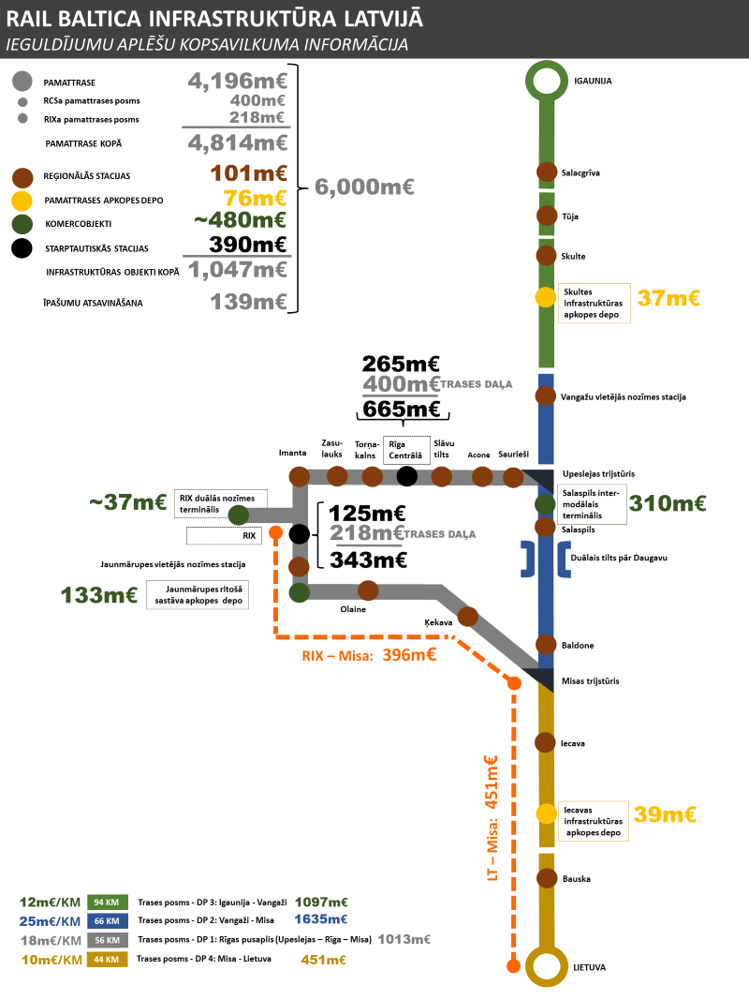 RAIL BALTICA INFRASTRUKTŪRA LATVIJĀ
IEGULDĪJUMU APLĒŠU KOPSAVILKUMA INFORMĀCIJA
PAMATTRASE 4,196m€
RCSa pamattrases posms 400m€
RIXa pamattrases posms 218m€
PAMATTRASE KOPĀ 4,814m€
REĢIONĀLĀS STACIJAS 101m€
6,000m€
PAMATTRASES APKOPES DEPO 76m€
KOMERCOBJEKTI ~480m€
STARPTAUTISKĀS STACIJAS 390m€
INFRASTRUKTŪRAS OBJEKTI KOPĀ 1,047m€
ĪPAŠUMU ATSAVINĀŠANA 139m€
IGAUNIJA
Salacgrīva
Tūja
Skulte
Skultes
infrastruktūras
apkopes depo
37m€
265m€
400m€ TRASES DAĻA
665m€
Vangažu vietējās nozīmes stacija
Imanta
Zasu-
lauks
Torņa-
kalns
Rīga
Centrālā
Slāvu
tilts
Acone
Saurieši
Upeslejas trijstūris
Salaspils inter-
modālais
terminālis
310m€
Salaspils
Duālais tilts pār Daugavu
~37m€
RIX duālās nozīmes
terminālis
RIX
125m€
218m€ TRASES DAĻA
343m€
Jaunmārupes vietējās nozīmes stacija
133m€
Jaunmārupes ritošā
sastāva apkopes depo
Olaine
Ķekava
Baldone
RIX – Misa: 396m€
Misas trijstūris
Iecava
LT – Misa: 451m€
Iecavas
infrastruktūras
apkopes depo
39m€
Bauska
LIETUVA
12m€/KM 94 KM Trases posms - DP 3: Igaunija - Vangaži 1097m€
25m€/KM 66 KM Trases posms - DP 2: Vangaži - Misa 1635m€
18m€/KM 56 KM Trases posms - DP 1: Rīgas pusaplis (Upeslejas – Rīga – Misa) 1013m€
10m€/KM 44 KM Trases posms - DP 4: Misa - Lietuva 451m€